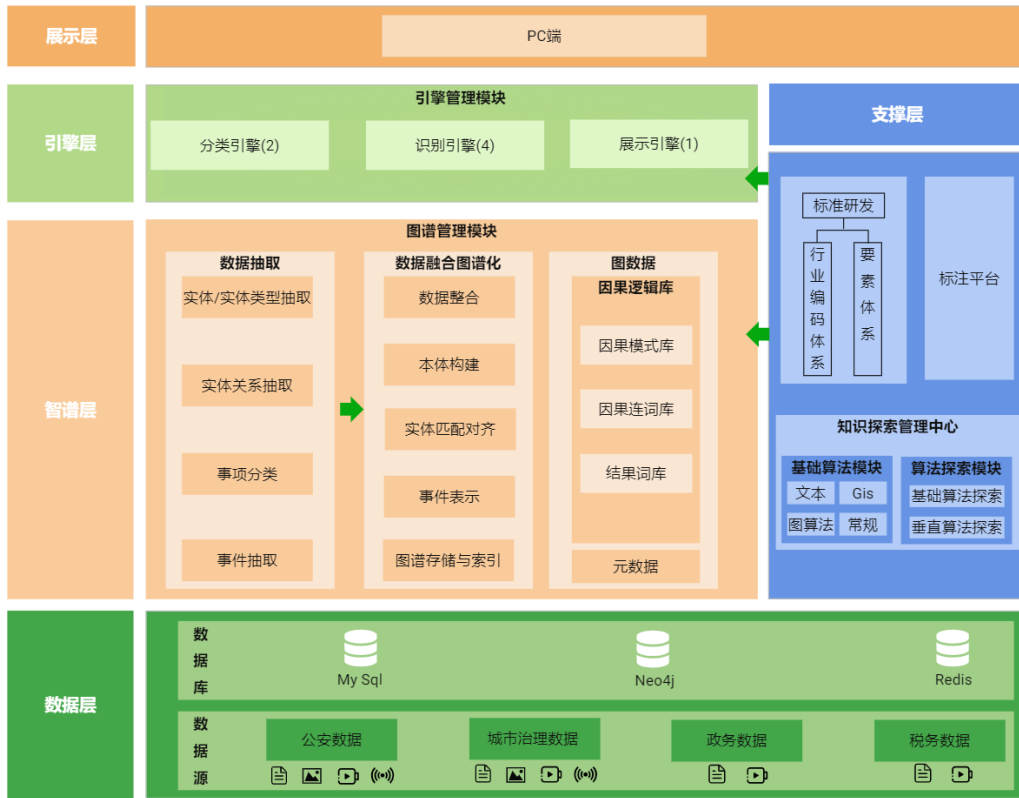 展示层
PC端
引擎层
引擎管理模块
分类引擎(2)
识别引擎(4)
展示引擎(1)
支撑层
标准研发
行业编码体系
要素体系
标注平台
知识探索管理中心
基础算法模块
文本
Gis
图算法
常规
算法探索模块
基础算法探索
垂直算法探索
智谱层
图谱管理模块
数据抽取
实体/实体类型抽取
实体关系抽取
事项分类
事件抽取
数据融合图谱化
数据整合
本体构建
实体匹配对齐
事件表示
图谱存储与索引
图数据
因果逻辑库
因果模式库
因果连词库
结果词库
元数据
数据层
数据库
My Sql
Neo4j
Redis
数据源
公安数据
城市治理数据
政务数据
税务数据